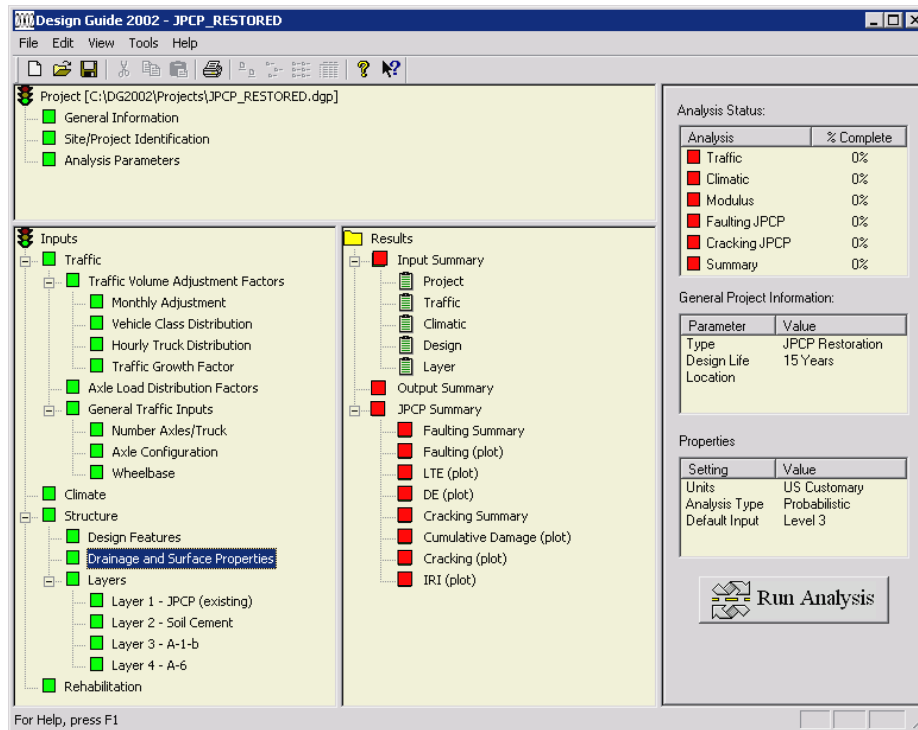 Design Guide 2002 - JPCP_RESTORED
File Edit View Tools Help
Project [C:\DG2002\Projects\JPCP_RESTORED.dgp]
General Information
Site/Project Identification
Analysis Parameters
Inputs
Traffic
Traffic Volume Adjustment Factors
Monthly Adjustment
Vehicle Class Distribution
Hourly Truck Distribution
Traffic Growth Factor
Axle Load Distribution Factors
General Traffic Inputs
Number Axles/Truck
Axle Configuration
Wheelbase
Climate
Structure
Design Features
Drainage and Surface Properties
Layers
Layer 1 - JPCP (existing)
Layer 2 - Soil Cement
Layer 3 - A-1-b
Layer 4 - A-6
Rehabilitation
Results
Input Summary
Project
Traffic
Climatic
Design
Layer
Output Summary
JPCP Summary
Faulting Summary
Faulting (plot)
LTE (plot)
DE (plot)
Cracking Summary
Cumulative Damage (plot)
Cracking (plot)
IRI (plot)
Analysis Status:
Analysis % Complete
Traffic 0%
Climatic 0%
Modulus 0%
Faulting JPCP 0%
Cracking JPCP 0%
Summary 0%
General Project Information:
Parameter Value
Type JPCP Restoration
Design Life 15 Years
Location
Properties
Setting Value
Units US Customary
Analysis Type Probabilistic
Default Input Level 3
Run Analysis
For Help, press F1